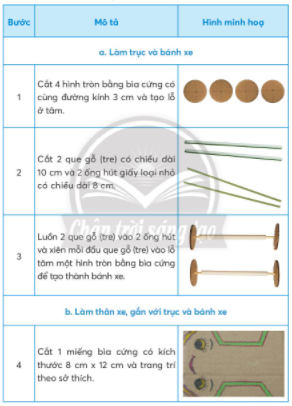 Bước
Mô tả
Hình minh hoạ
a. Làm trục và bánh xe
1
Cắt 4 hình tròn bằng bìa cứng có
cùng đường kính 3 cm và tạo lỗ
ở tâm.
2
Cắt 2 que gỗ (tre) có chiều dài
10 cm và 2 ống hút giấy loại nhỏ
có chiều dài 8 cm.
Chân trời sáng tạo
3
Luồn 2 que gỗ (tre) vào 2 ống hút
và xiên mỗi đầu que gỗ (tre) vào lỗ
tâm một hình tròn bằng bìa cứng
để tạo thành bánh xe.
b. Làm thân xe, gắn với trục và bánh xe
4
Cắt 1 miếng bìa cứng có kích
thước 8 cm x 12 cm và trang trí
theo sở thích.